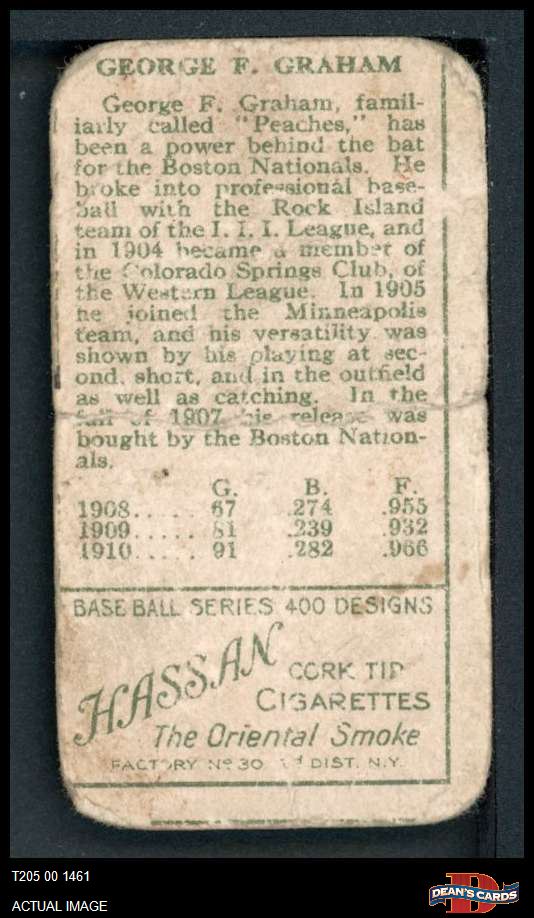 GEORGE F. GRAHAM
George F. Graham, famil-
iarly called "Peaches," has
been a power behind the bat
for the Boston Nationals. He
broke into professional base-
ball with the Rock Island
team of the I. I. I. League, and
in 1904 became a member of
the Colorado Springs Club, of
the Western League. In 1905
he joined the Minneapolis
team, and his versatility was
shown by his playing at sec-
ond, short, and in the outfield
as well as catching. In the
fall of 1907 his release was
bought by the Boston Nation-
als.
G. B. F.
1908..... 67 .274 .955
1909..... 81 .239 .932
1910..... 91 .282 .966
BASE BALL SERIES 400 DESIGNS
HASSAN
CORK TIP
CIGARETTES
The Oriental Smoke
FACTORY Nº 30 DIST. N.Y.
T205 00 1461
ACTUAL IMAGE
D
DEAN'S CARDS